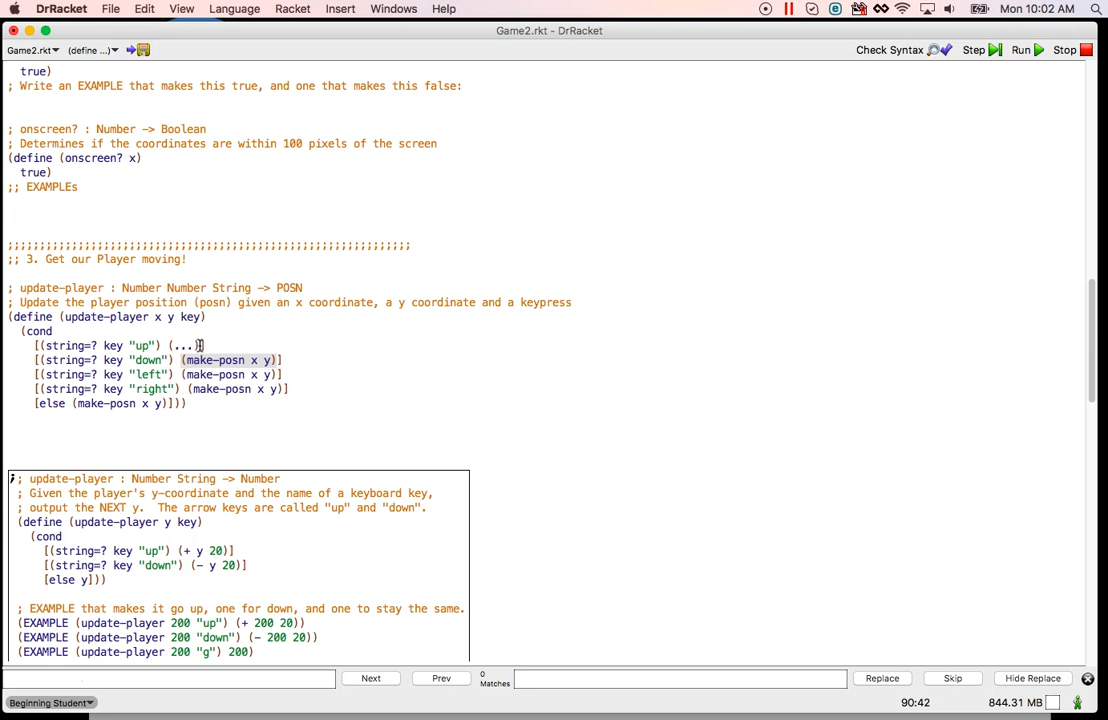 DrRacket File Edit View Language Racket Insert Windows Help Mon 10:02 AM
Game2.rkt - DrRacket
Game2.rkt▾ (define ...)▾ Check Syntax Step Run Stop
true)
; Write an EXAMPLE that makes this true, and one that makes this false:
; onscreen? : Number -> Boolean
; Determines if the coordinates are within 100 pixels of the screen
(define (onscreen? x)
true)
;; EXAMPLEs
;;;;;;;;;;;;;;;;;;;;;;;;;;;;;;;;;;;;;;;;;;;;;;;;;;;;;;;;;;;;;;;
;; 3. Get our Player moving!
; update-player : Number Number String -> POSN
; Update the player position (posn) given an x coordinate, a y coordinate and a keypress
(define (update-player x y key)
(cond
[(string=? key "up") (...)]
[(string=? key "down") (make-posn x y)]
[(string=? key "left") (make-posn x y)]
[(string=? key "right") (make-posn x y)]
[else (make-posn x y)]))
; ; update-player : Number String -> Number
; Given the player's y-coordinate and the name of a keyboard key,
; output the NEXT y. The arrow keys are called "up" and "down".
(define (update-player y key)
(cond
[(string=? key "up") (+ y 20)]
[(string=? key "down") (- y 20)]
[else y]))
; EXAMPLE that makes it go up, one for down, and one to stay the same.
(EXAMPLE (update-player 200 "up") (+ 200 20))
(EXAMPLE (update-player 200 "down") (- 200 20))
(EXAMPLE (update-player 200 "g") 200)
Next Prev 0 Matches Replace Skip Hide Replace
Beginning Student▾ 90:42 844.31 MB